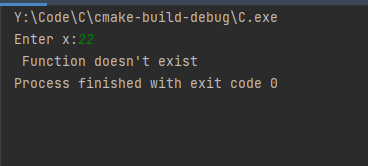 Y:\Code\C\cmake-build-debug\C.exe
Enter x:22
 Function doesn't exist
Process finished with exit code 0